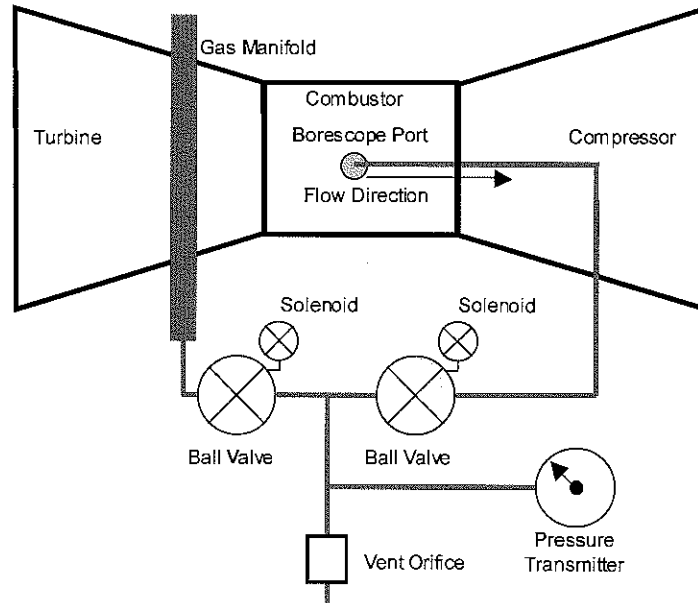 Gas Manifold
Combustor
Turbine
Borescope Port
Compressor
Flow Direction
Solenoid
Solenoid
Ball Valve
Ball Valve
Pressure
Transmitter
Vent Orifice